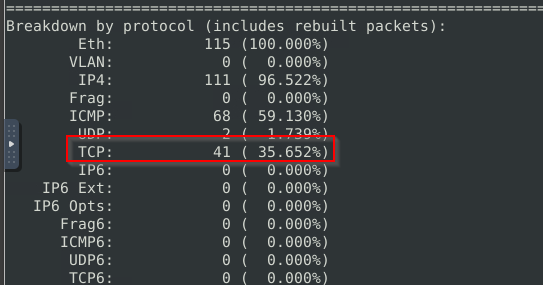 ===============================================================================
Breakdown by protocol (includes rebuilt packets):
Eth: 115 (100.000%)
VLAN: 0 ( 0.000%)
IP4: 111 ( 96.522%)
Frag: 0 ( 0.000%)
ICMP: 68 ( 59.130%)
UDP: 2 ( 1.739%)
TCP: 41 ( 35.652%)
IP6: 0 ( 0.000%)
IP6 Ext: 0 ( 0.000%)
IP6 Opts: 0 ( 0.000%)
Frag6: 0 ( 0.000%)
ICMP6: 0 ( 0.000%)
UDP6: 0 ( 0.000%)
TCP6: 0 ( 0.000%)